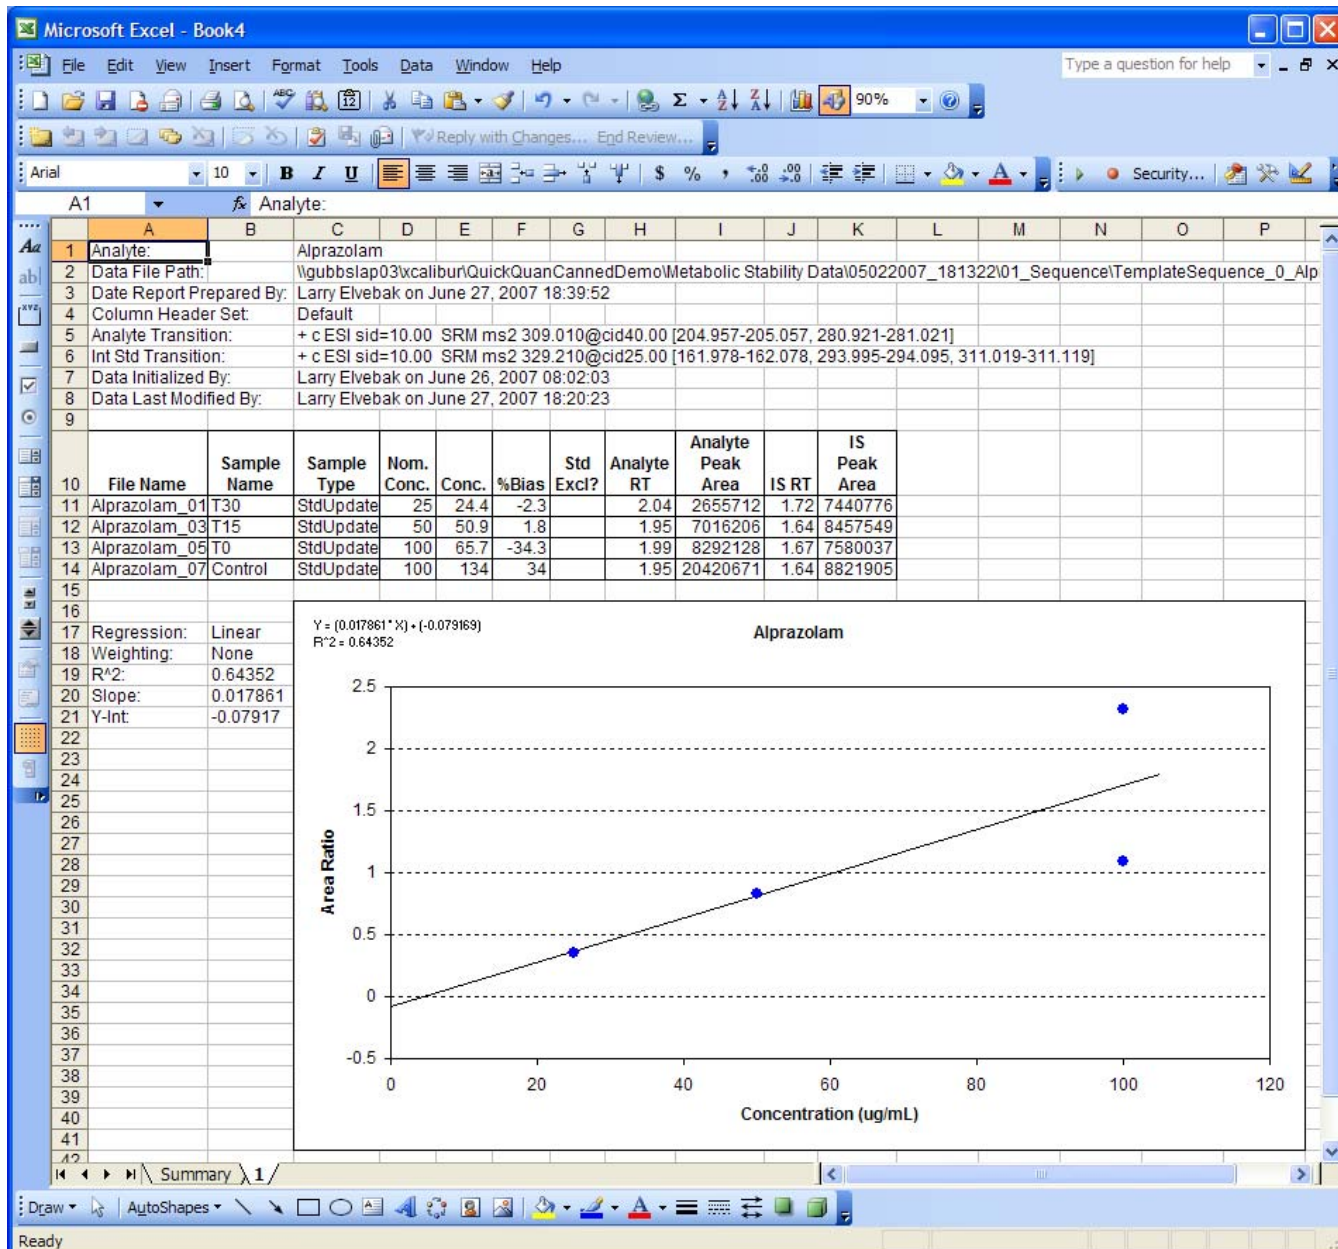 Microsoft Excel - Book4
File Edit View Insert Format Tools Data Window Help Type a question for help
90%
Reply with Changes... End Review...
Arial 10 B I U $ % , Security...
A1 fx Analyte:
A B C D E F G H I J K L M N O P
1 Analyte: Alprazolam
2 Data File Path: \\gubbslap03\xcalibur\QuickQuanCannedDemo\Metabolic Stability Data\05022007_181322\01_Sequence\TemplateSequence_0_Alp
3 Date Report Prepared By: Larry Elvebak on June 27, 2007 18:39:52
4 Column Header Set: Default
5 Analyte Transition: + c ESI sid=10.00 SRM ms2 309.010@cid40.00 [204.957-205.057, 280.921-281.021]
6 Int Std Transition: + c ESI sid=10.00 SRM ms2 329.210@cid25.00 [161.978-162.078, 293.995-294.095, 311.019-311.119]
7 Data Initialized By: Larry Elvebak on June 26, 2007 08:02:03
8 Data Last Modified By: Larry Elvebak on June 27, 2007 18:20:23
9
10 File Name Sample Name Sample Type Nom. Conc. Conc. %Bias Std Excl? Analyte RT Analyte Peak Area IS RT IS Peak Area
11 Alprazolam_01 T30 StdUpdate 25 24.4 -2.3 2.04 2655712 1.72 7440776
12 Alprazolam_03 T15 StdUpdate 50 50.9 1.8 1.95 7016206 1.64 8457549
13 Alprazolam_05 T0 StdUpdate 100 65.7 -34.3 1.99 8292128 1.67 7580037
14 Alprazolam_07 Control StdUpdate 100 134 34 1.95 20420671 1.64 8821905
15
16
17 Regression: Linear
18 Weighting: None
19 R^2: 0.64352
20 Slope: 0.017861
21 Y-Int: -0.07917
22
23
24
25
26
27
28
29
30
31
32
33
34
35
36
37
38
39
40
41
42
Y = (0.017861 * X) + (-0.079169)
R^2 = 0.64352
Alprazolam
2.5
2
1.5
1
0.5
0
-0.5
Area Ratio
0 20 40 60 80 100 120
Concentration (ug/mL)
Summary 1
Draw AutoShapes
Ready